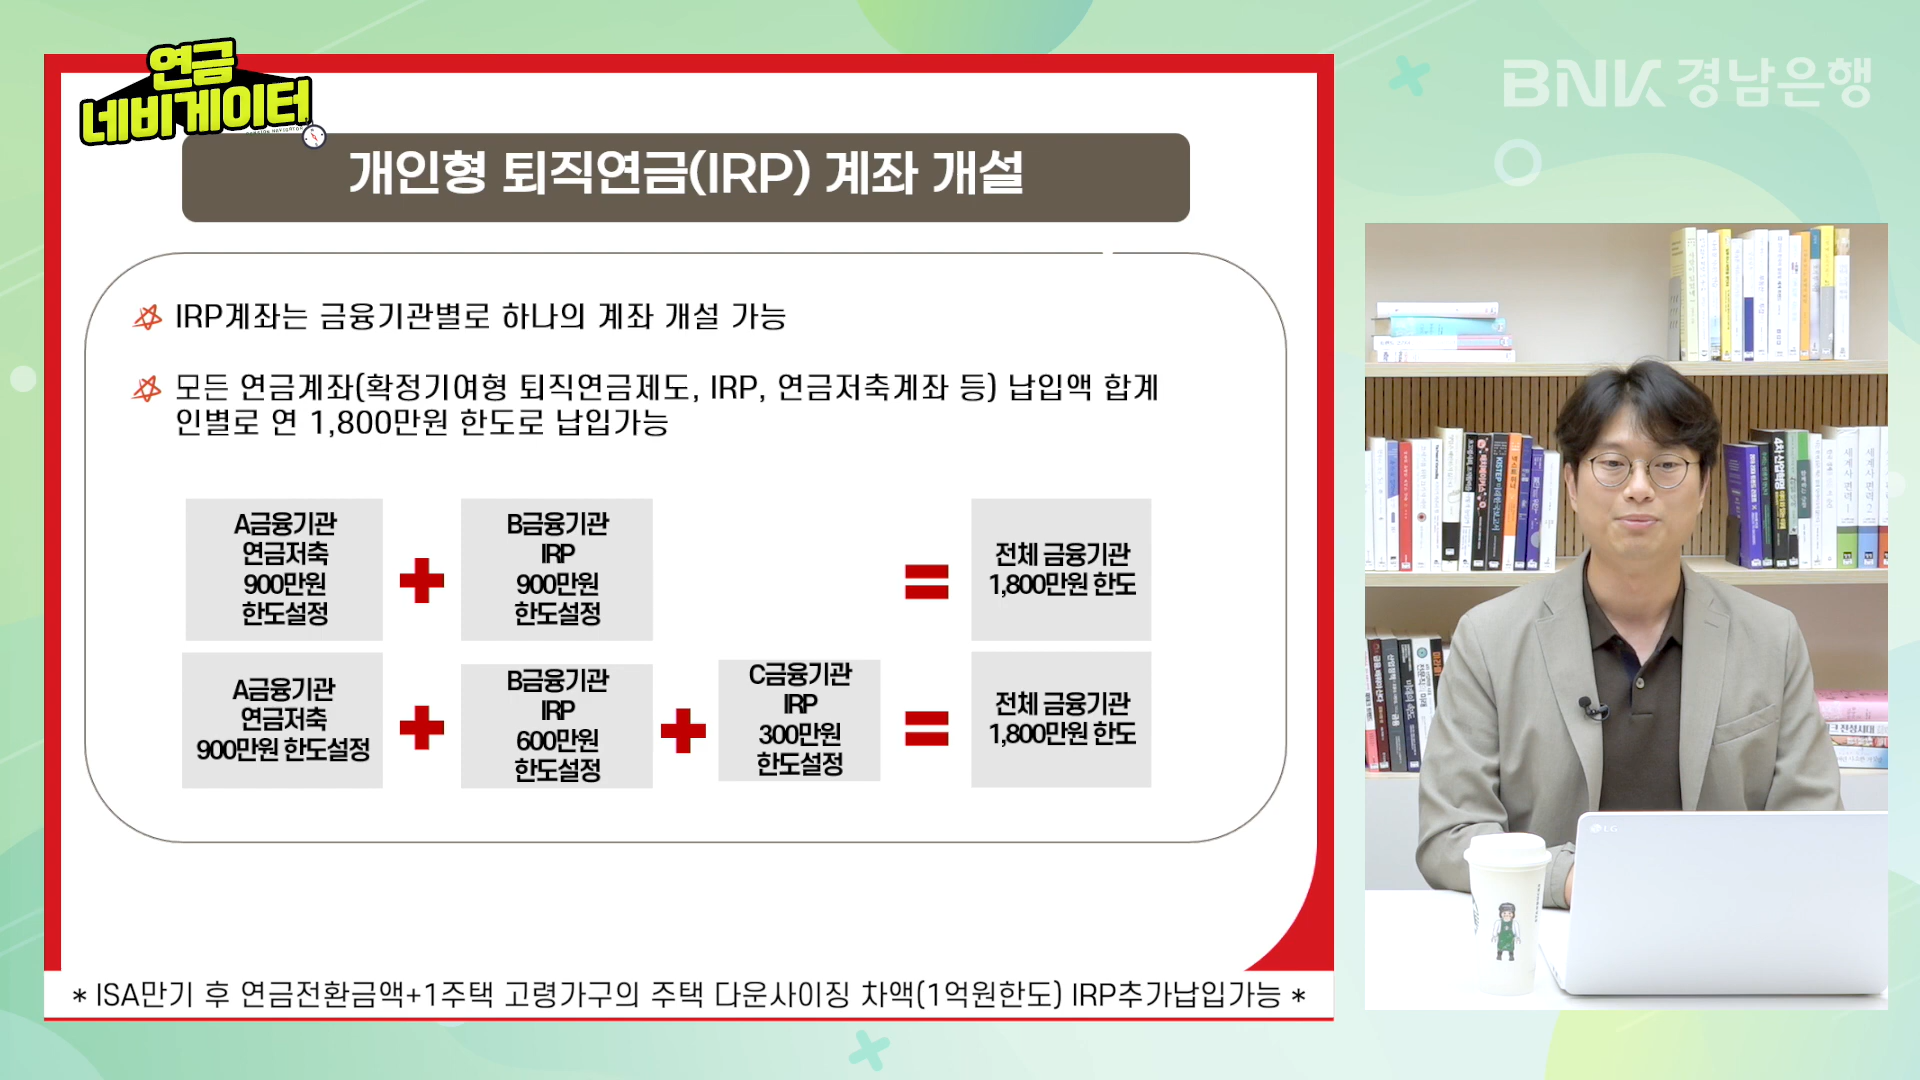 연금
네비게이터
BNK 경남은행
개인형 퇴직연금(IRP) 계좌 개설
IRP계좌는 금융기관별로 하나의 계좌 개설 가능
모든 연금계좌(확정기여형 퇴직연금제도, IRP, 연금저축계좌 등) 납입액 합계
인별로 연 1,800만원 한도로 납입가능
A금융기관
연금저축
900만원
한도설정
B금융기관
IRP
900만원
한도설정
전체 금융기관
1,800만원 한도
A금융기관
연금저축
900만원 한도설정
B금융기관
IRP
600만원
한도설정
C금융기관
IRP
300만원
한도설정
전체 금융기관
1,800만원 한도
* ISA만기 후 연금전환금액+1주택 고령가구의 주택 다운사이징 차액(1억원한도) IRP추가납입가능 *
4차 산업혁명
LG